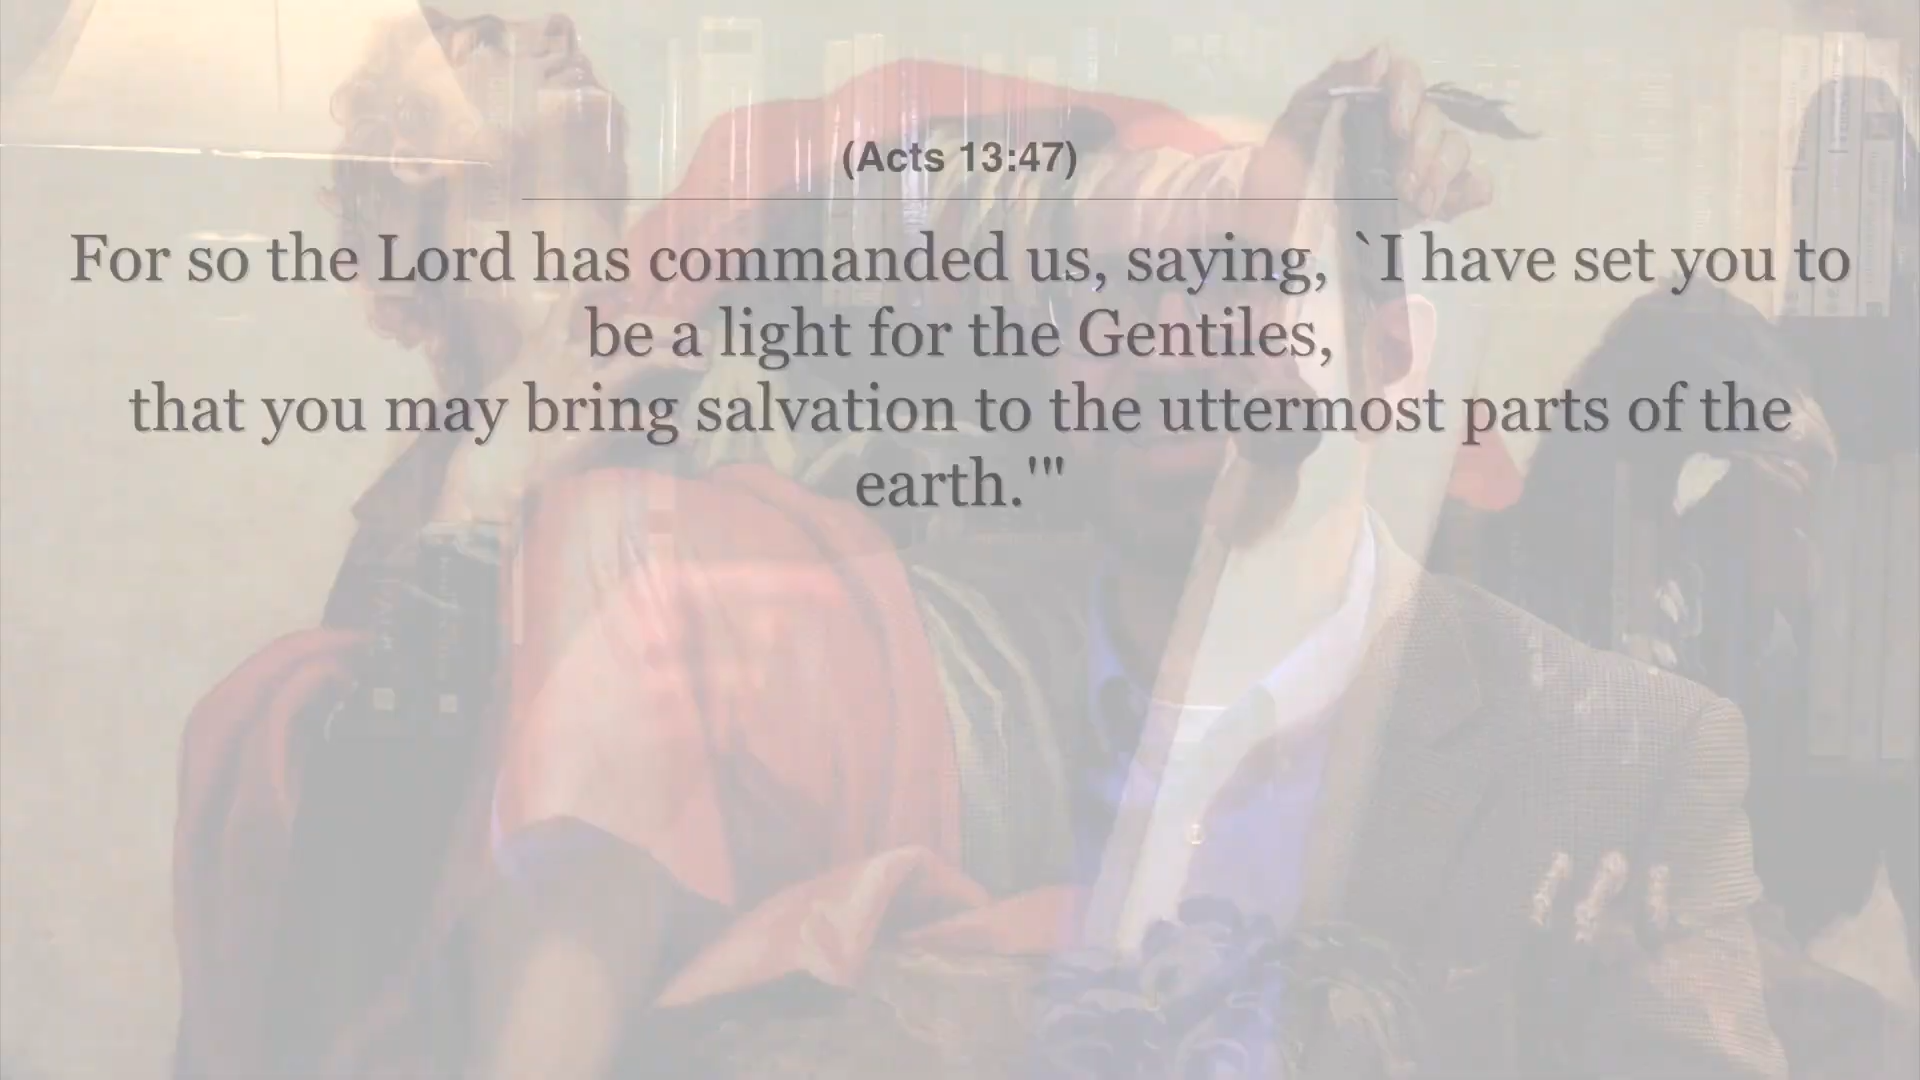 (Acts 13:47)
For so the Lord has commanded us, saying, `I have set you to
be a light for the Gentiles,
that you may bring salvation to the uttermost parts of the
earth.'"